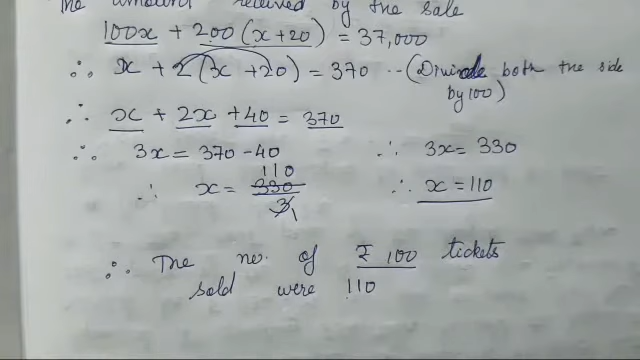 The amount received by the sale
100x + 200 (x+20) = 37,000
∴ x + 2 (x + 20) = 370 -- (Divide both the side by 100)
∴ x + 2x + 40 = 370
∴ 3x = 370 - 40 ∴ 3x = 330
∴ x = 330/3 110 1 ∴ x = 110
∴ The no. of ₹ 100 tickets
sold were 110